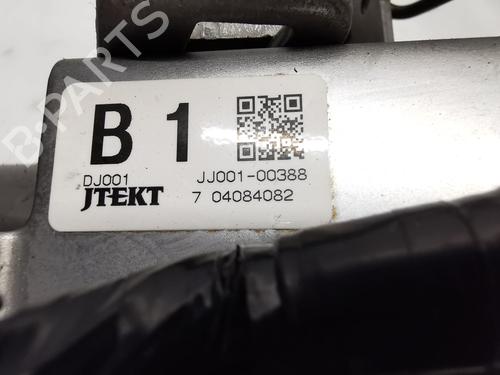 B-PARTS
B 1
DJ001 JJ001-00388
JTEKT 7 04084082